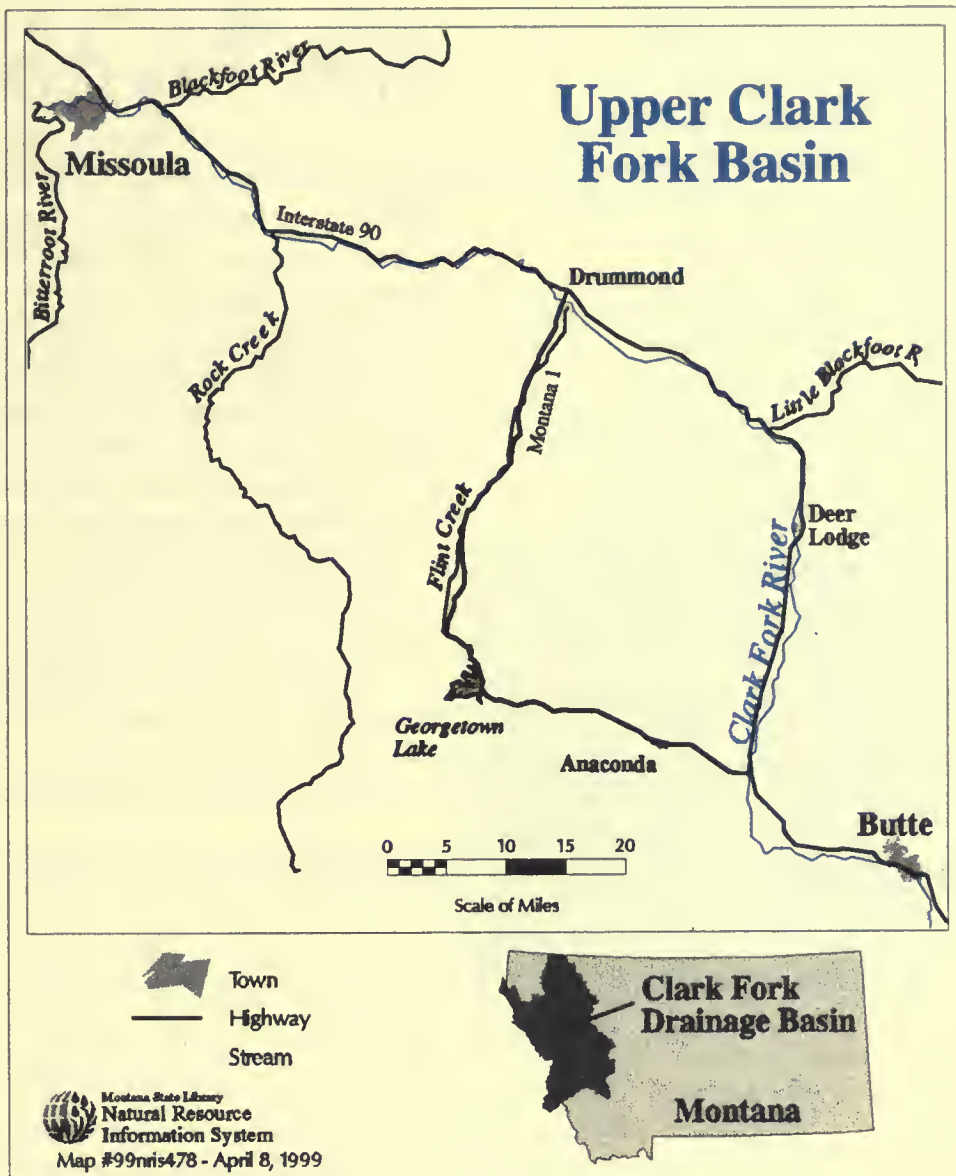 Upper Clark
Fork Basin
Blackfoot River
Missoula
Bitterroot River
Interstate 90
Drummond
Rock Creek
Little Blackfoot R
Montana 1
Flint Creek
Deer
Lodge
Clark Fork River
Georgetown
Lake
Anaconda
Butte
0 5 10 15 20
Scale of Miles
Town
Highway
Stream
Clark Fork
Drainage Basin
Montana
Montana State Library
Natural Resource
Information System
Map #99nris478 - April 8, 1999